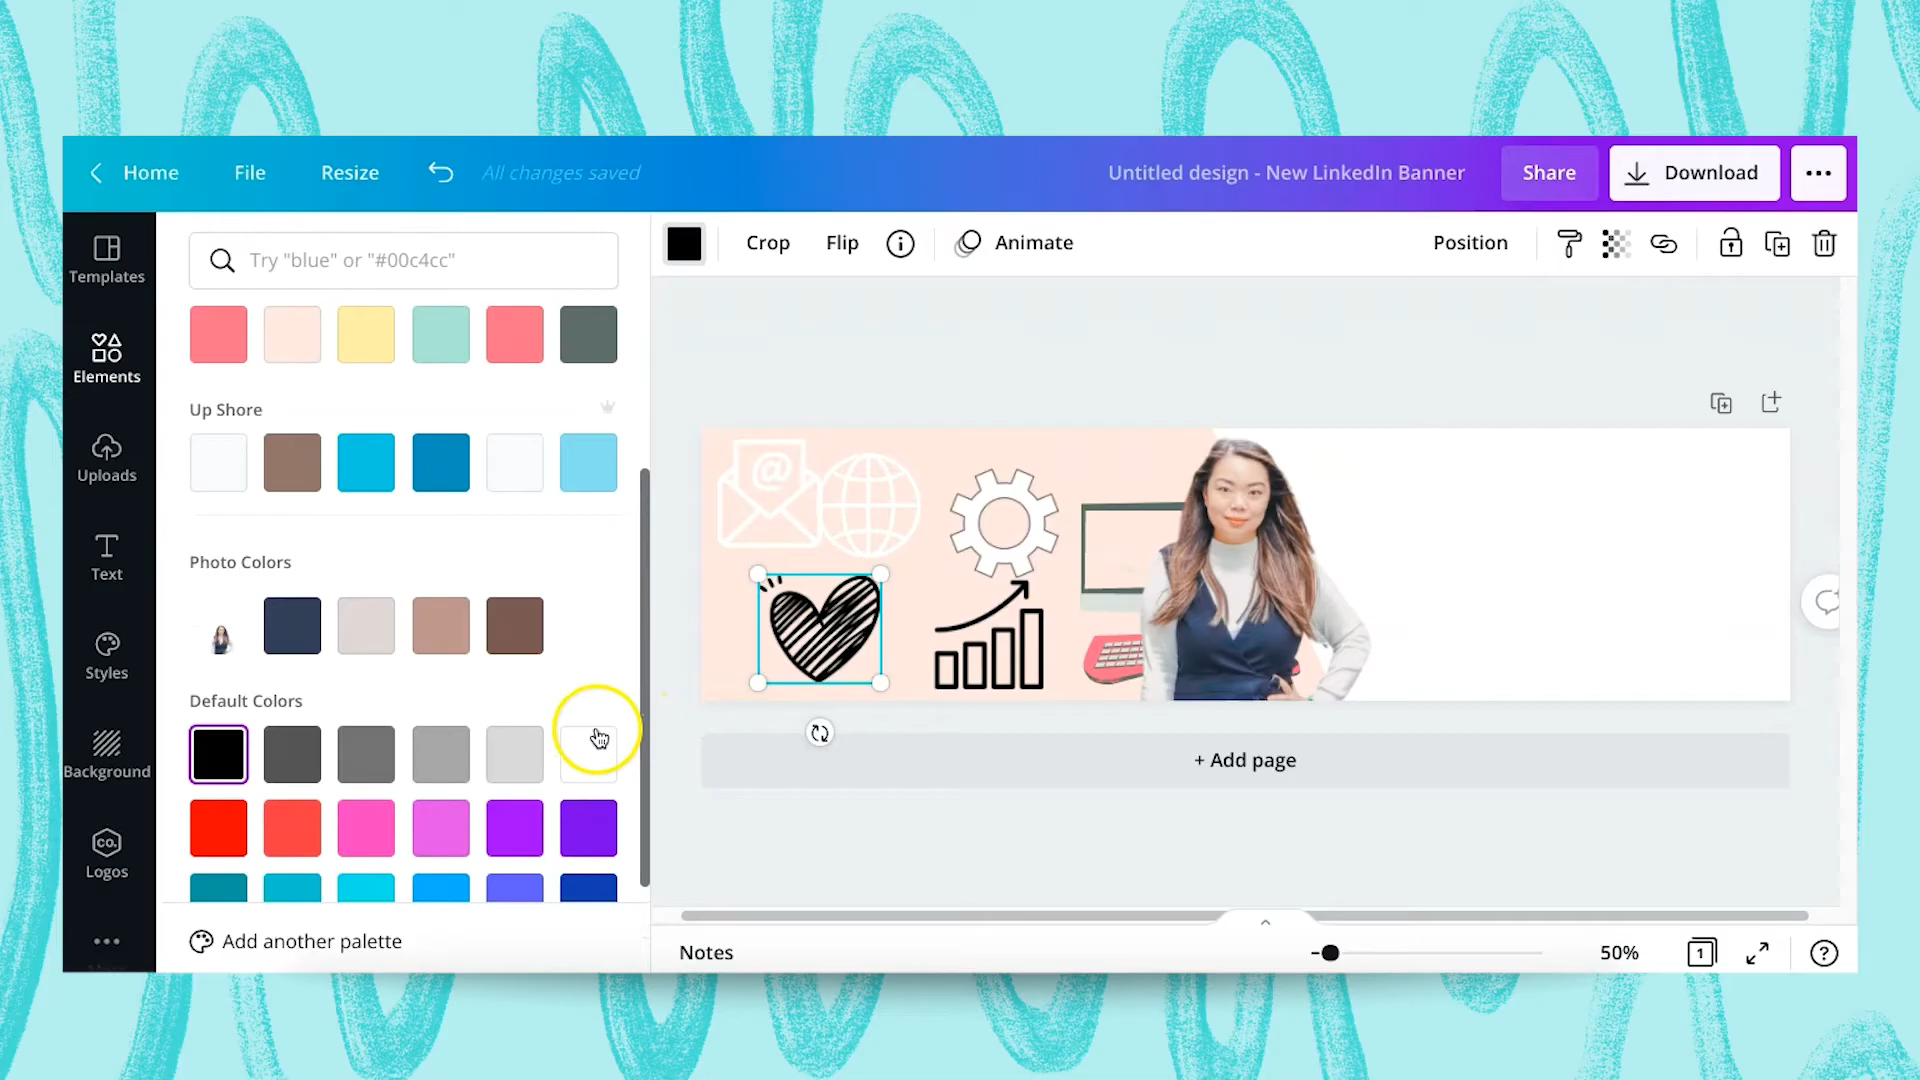 Home File Resize All changes saved Untitled design - New LinkedIn Banner Share Download
Templates
Elements
Uploads
Text
Styles
Background
Logos
Try "blue" or "#00c4cc"
Up Shore
Photo Colors
Default Colors
Add another palette
Crop Flip Animate Position
@
+ Add page
Notes 50% 1 ?
CO.